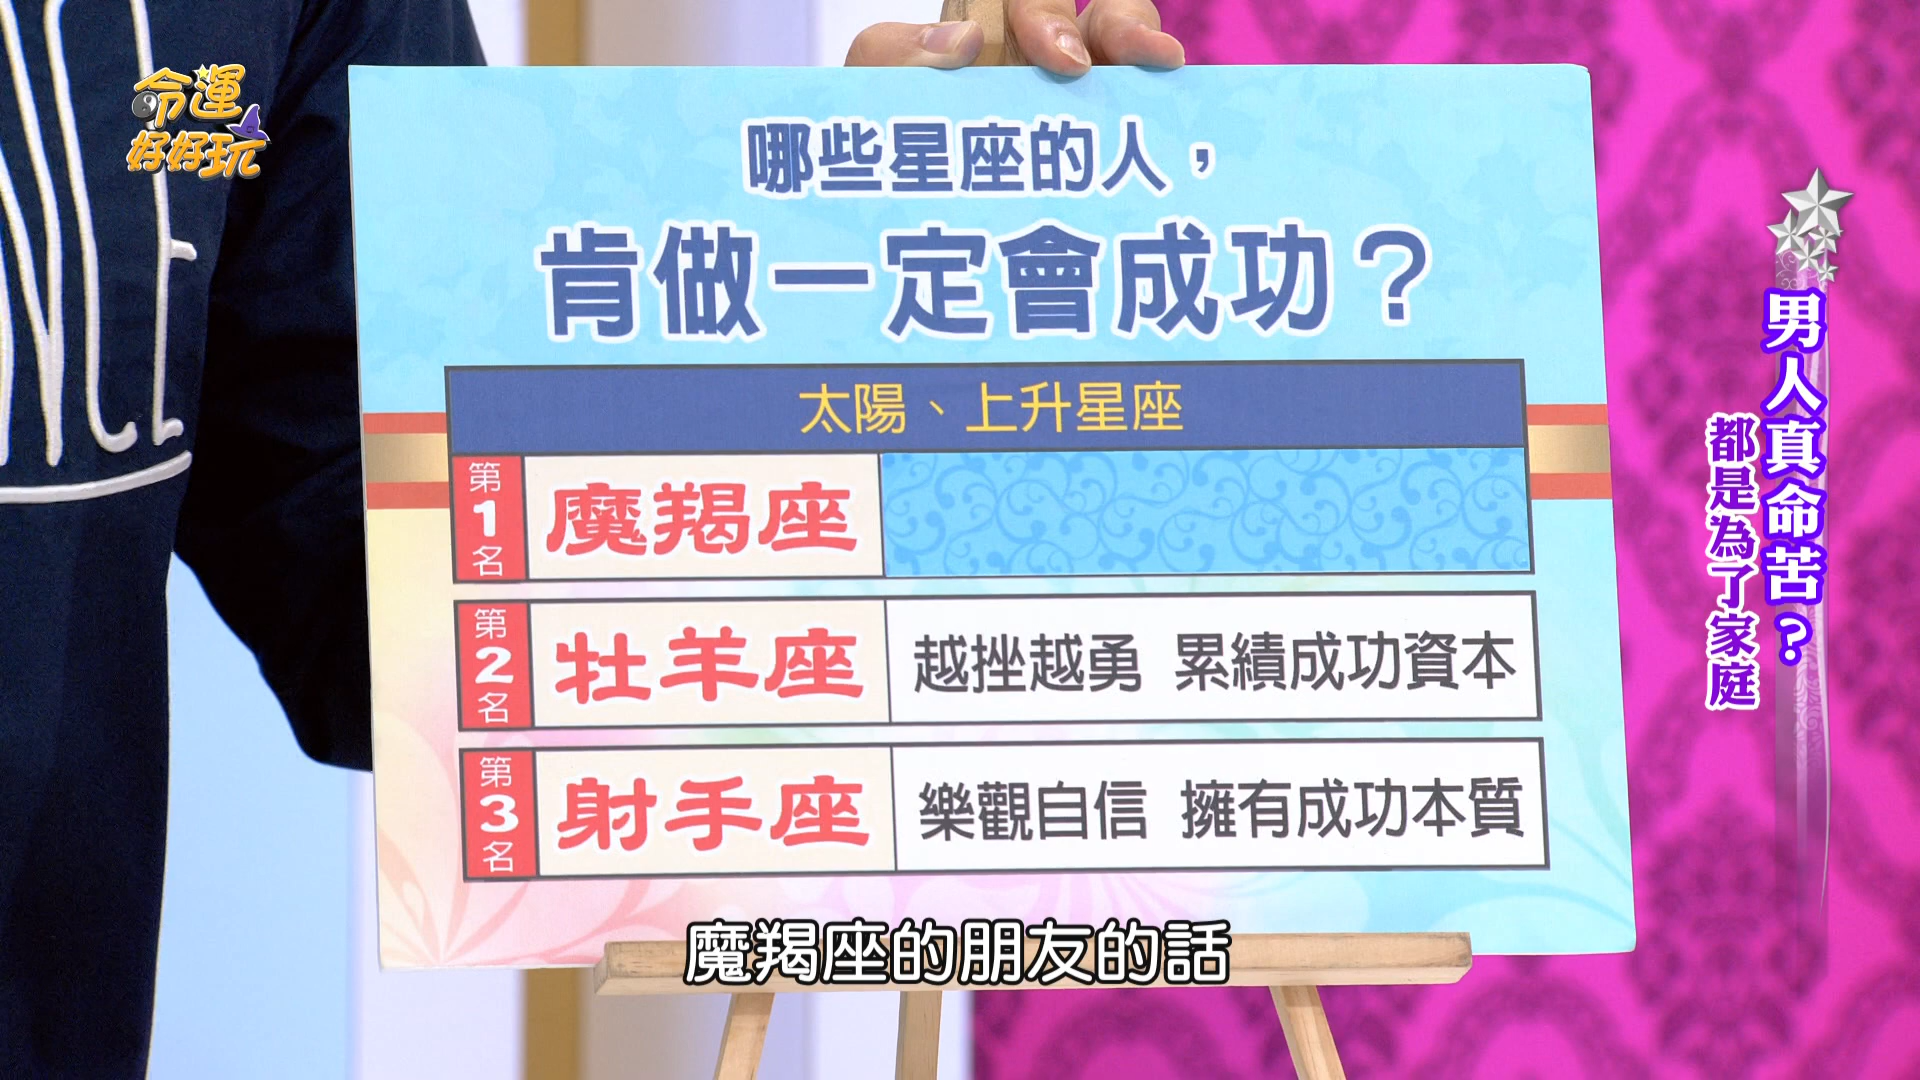 命運
好好玩
哪些星座的人，
肯做一定會成功？
太陽、上升星座
第1名 魔羯座
第2名 牡羊座 越挫越勇 累績成功資本
第3名 射手座 樂觀自信 擁有成功本質
男人真命苦？
都是為了家庭
魔羯座的朋友的話